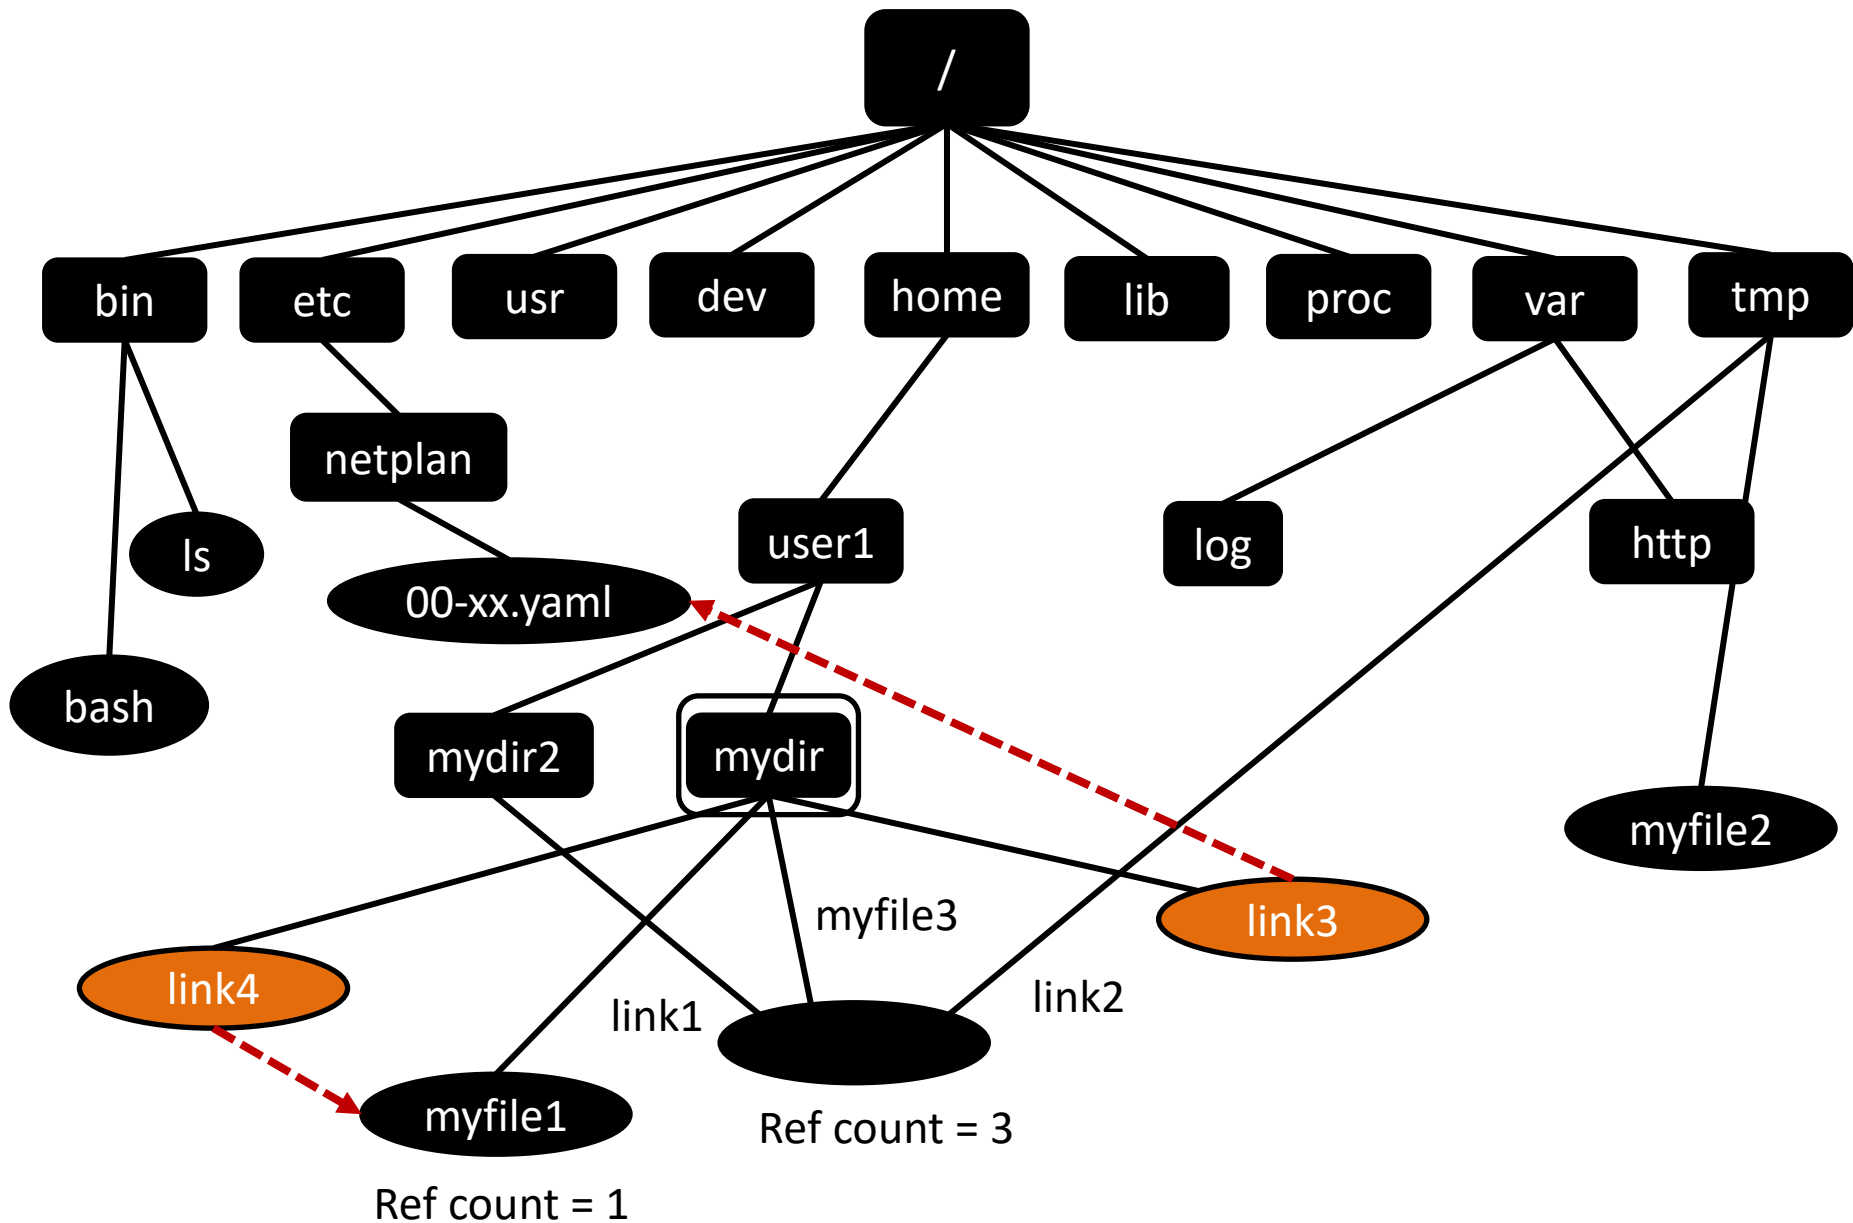 /
bin
etc
usr
dev
home
lib
proc
var
tmp
netplan
ls
user1
log
http
00-xx.yaml
bash
mydir2
mydir
myfile2
myfile3
link3
link4
link1
link2
myfile1
Ref count = 3
Ref count = 1